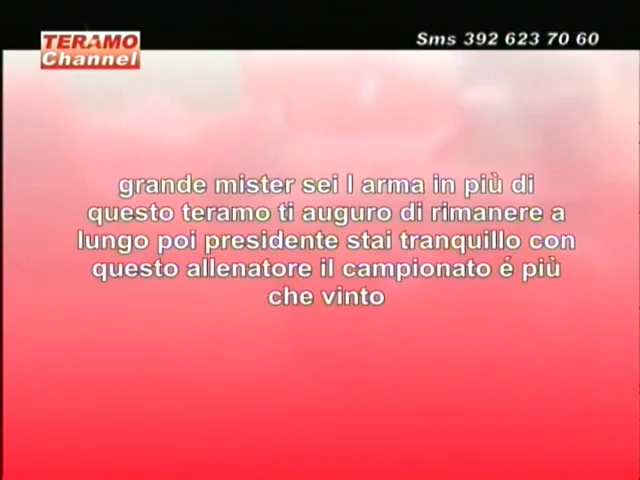 TERAMO
Channel
Sms 392 623 70 60
grande mister sei l arma in più di
questo teramo ti auguro di rimanere a
lungo poi presidente stai tranquillo con
questo allenatore il campionato é più
che vinto